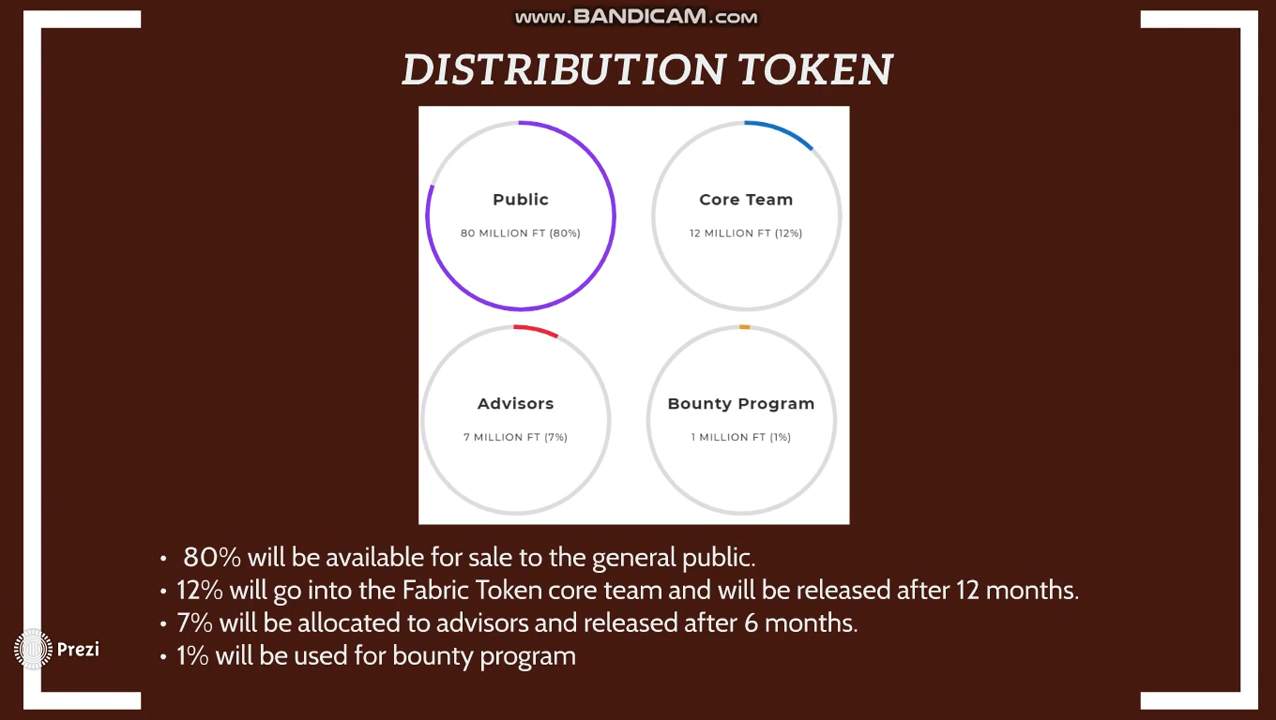 www.BANDICAM.com
DISTRIBUTION TOKEN
Public
80 MILLION FT (80%)
Core Team
12 MILLION FT (12%)
Advisors
7 MILLION FT (7%)
Bounty Program
1 MILLION FT (1%)
• 80% will be available for sale to the general public.
• 12% will go into the Fabric Token core team and will be released after 12 months.
• 7% will be allocated to advisors and released after 6 months.
• 1% will be used for bounty program
Prezi